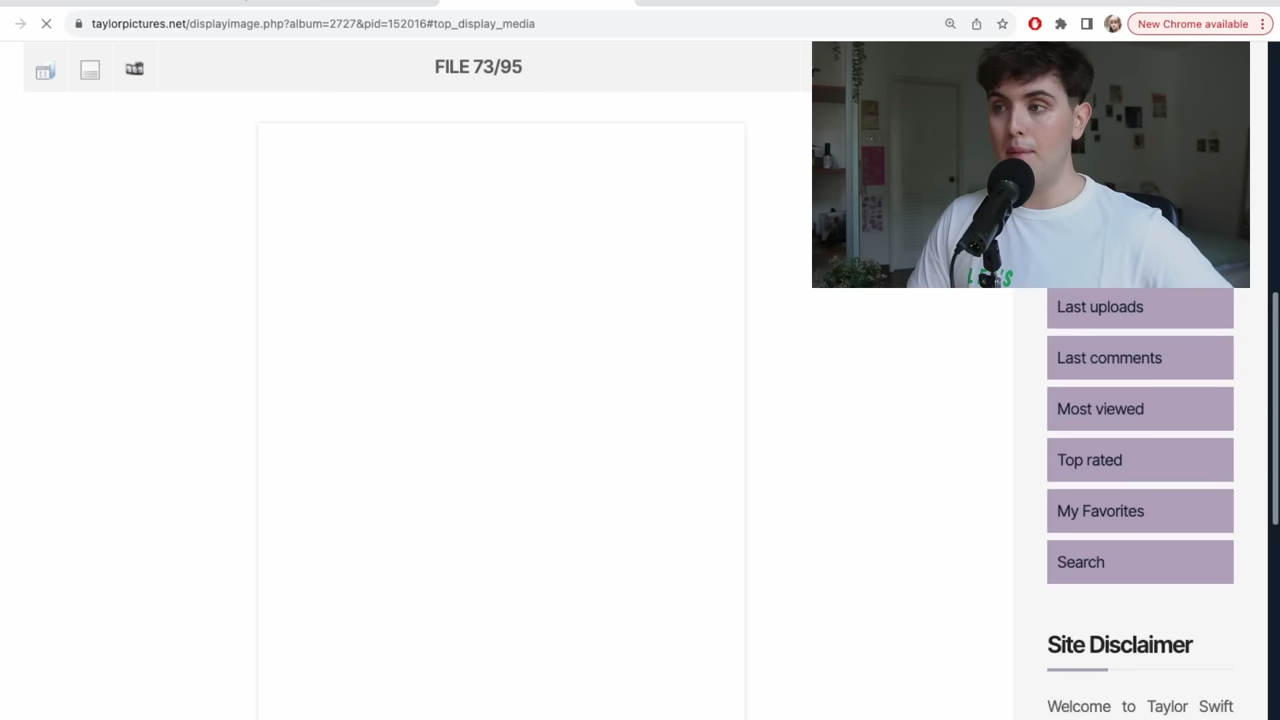 taylorpictures.net/displayimage.php?album=2727&pid=152016#top_display_media
New Chrome available
FILE 73/95
Last uploads
Last comments
Most viewed
Top rated
My Favorites
Search
Site Disclaimer
Welcome to Taylor Swift